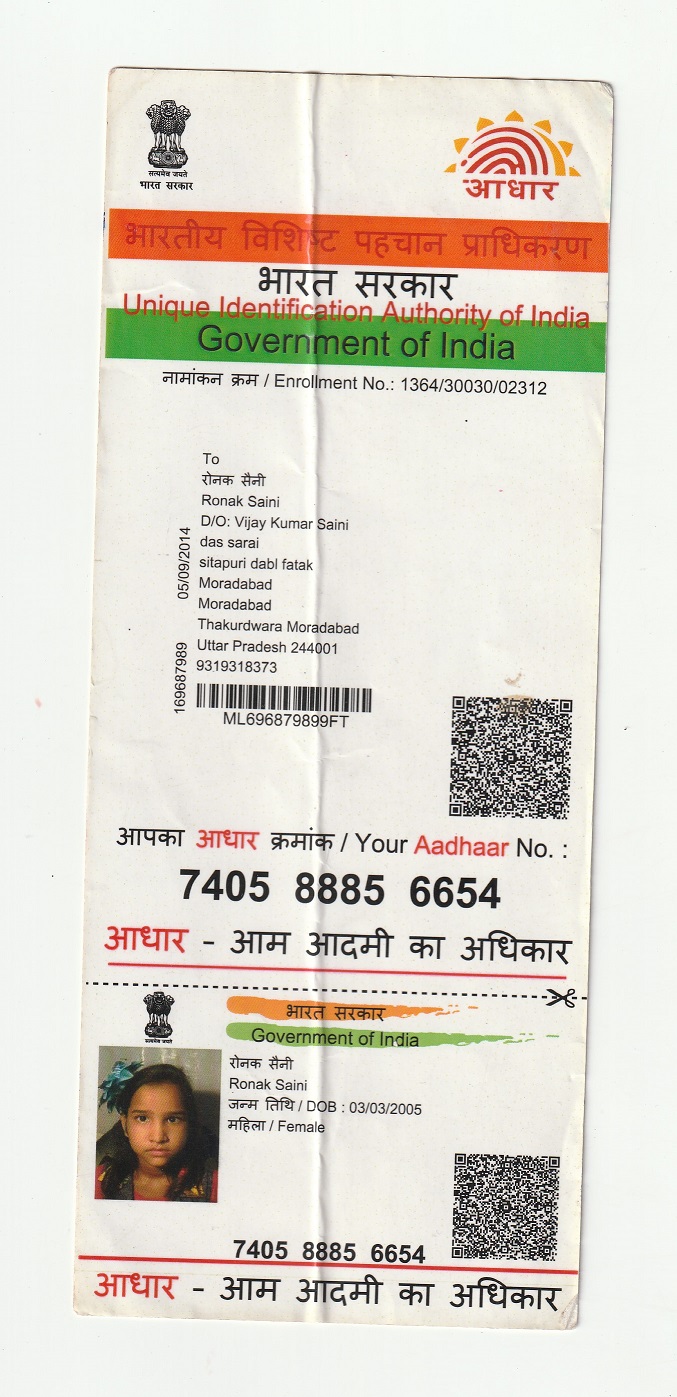 सत्यमेव जयते
भारत सरकार
आधार
भारतीय विशिष्ट पहचान प्राधिकरण
भारत सरकार
Unique Identification Authority of India
Government of India
नामांकन क्रम / Enrollment No.: 1364/30030/02312
To
रोनक सैनी
Ronak Saini
D/O: Vijay Kumar Saini
das sarai
sitapuri dabl fatak
Moradabad
Moradabad
Thakurdwara Moradabad
Uttar Pradesh 244001
9319318373
05/09/2014
169687989
ML696879899FT
आपका आधार क्रमांक / Your Aadhaar No. :
7405 8885 6654
आधार - आम आदमी का अधिकार
सत्यमेव जयते
भारत सरकार
Government of India
रोनक सैनी
Ronak Saini
जन्म तिथि / DOB : 03/03/2005
महिला / Female
7405 8885 6654
आधार - आम आदमी का अधिकार